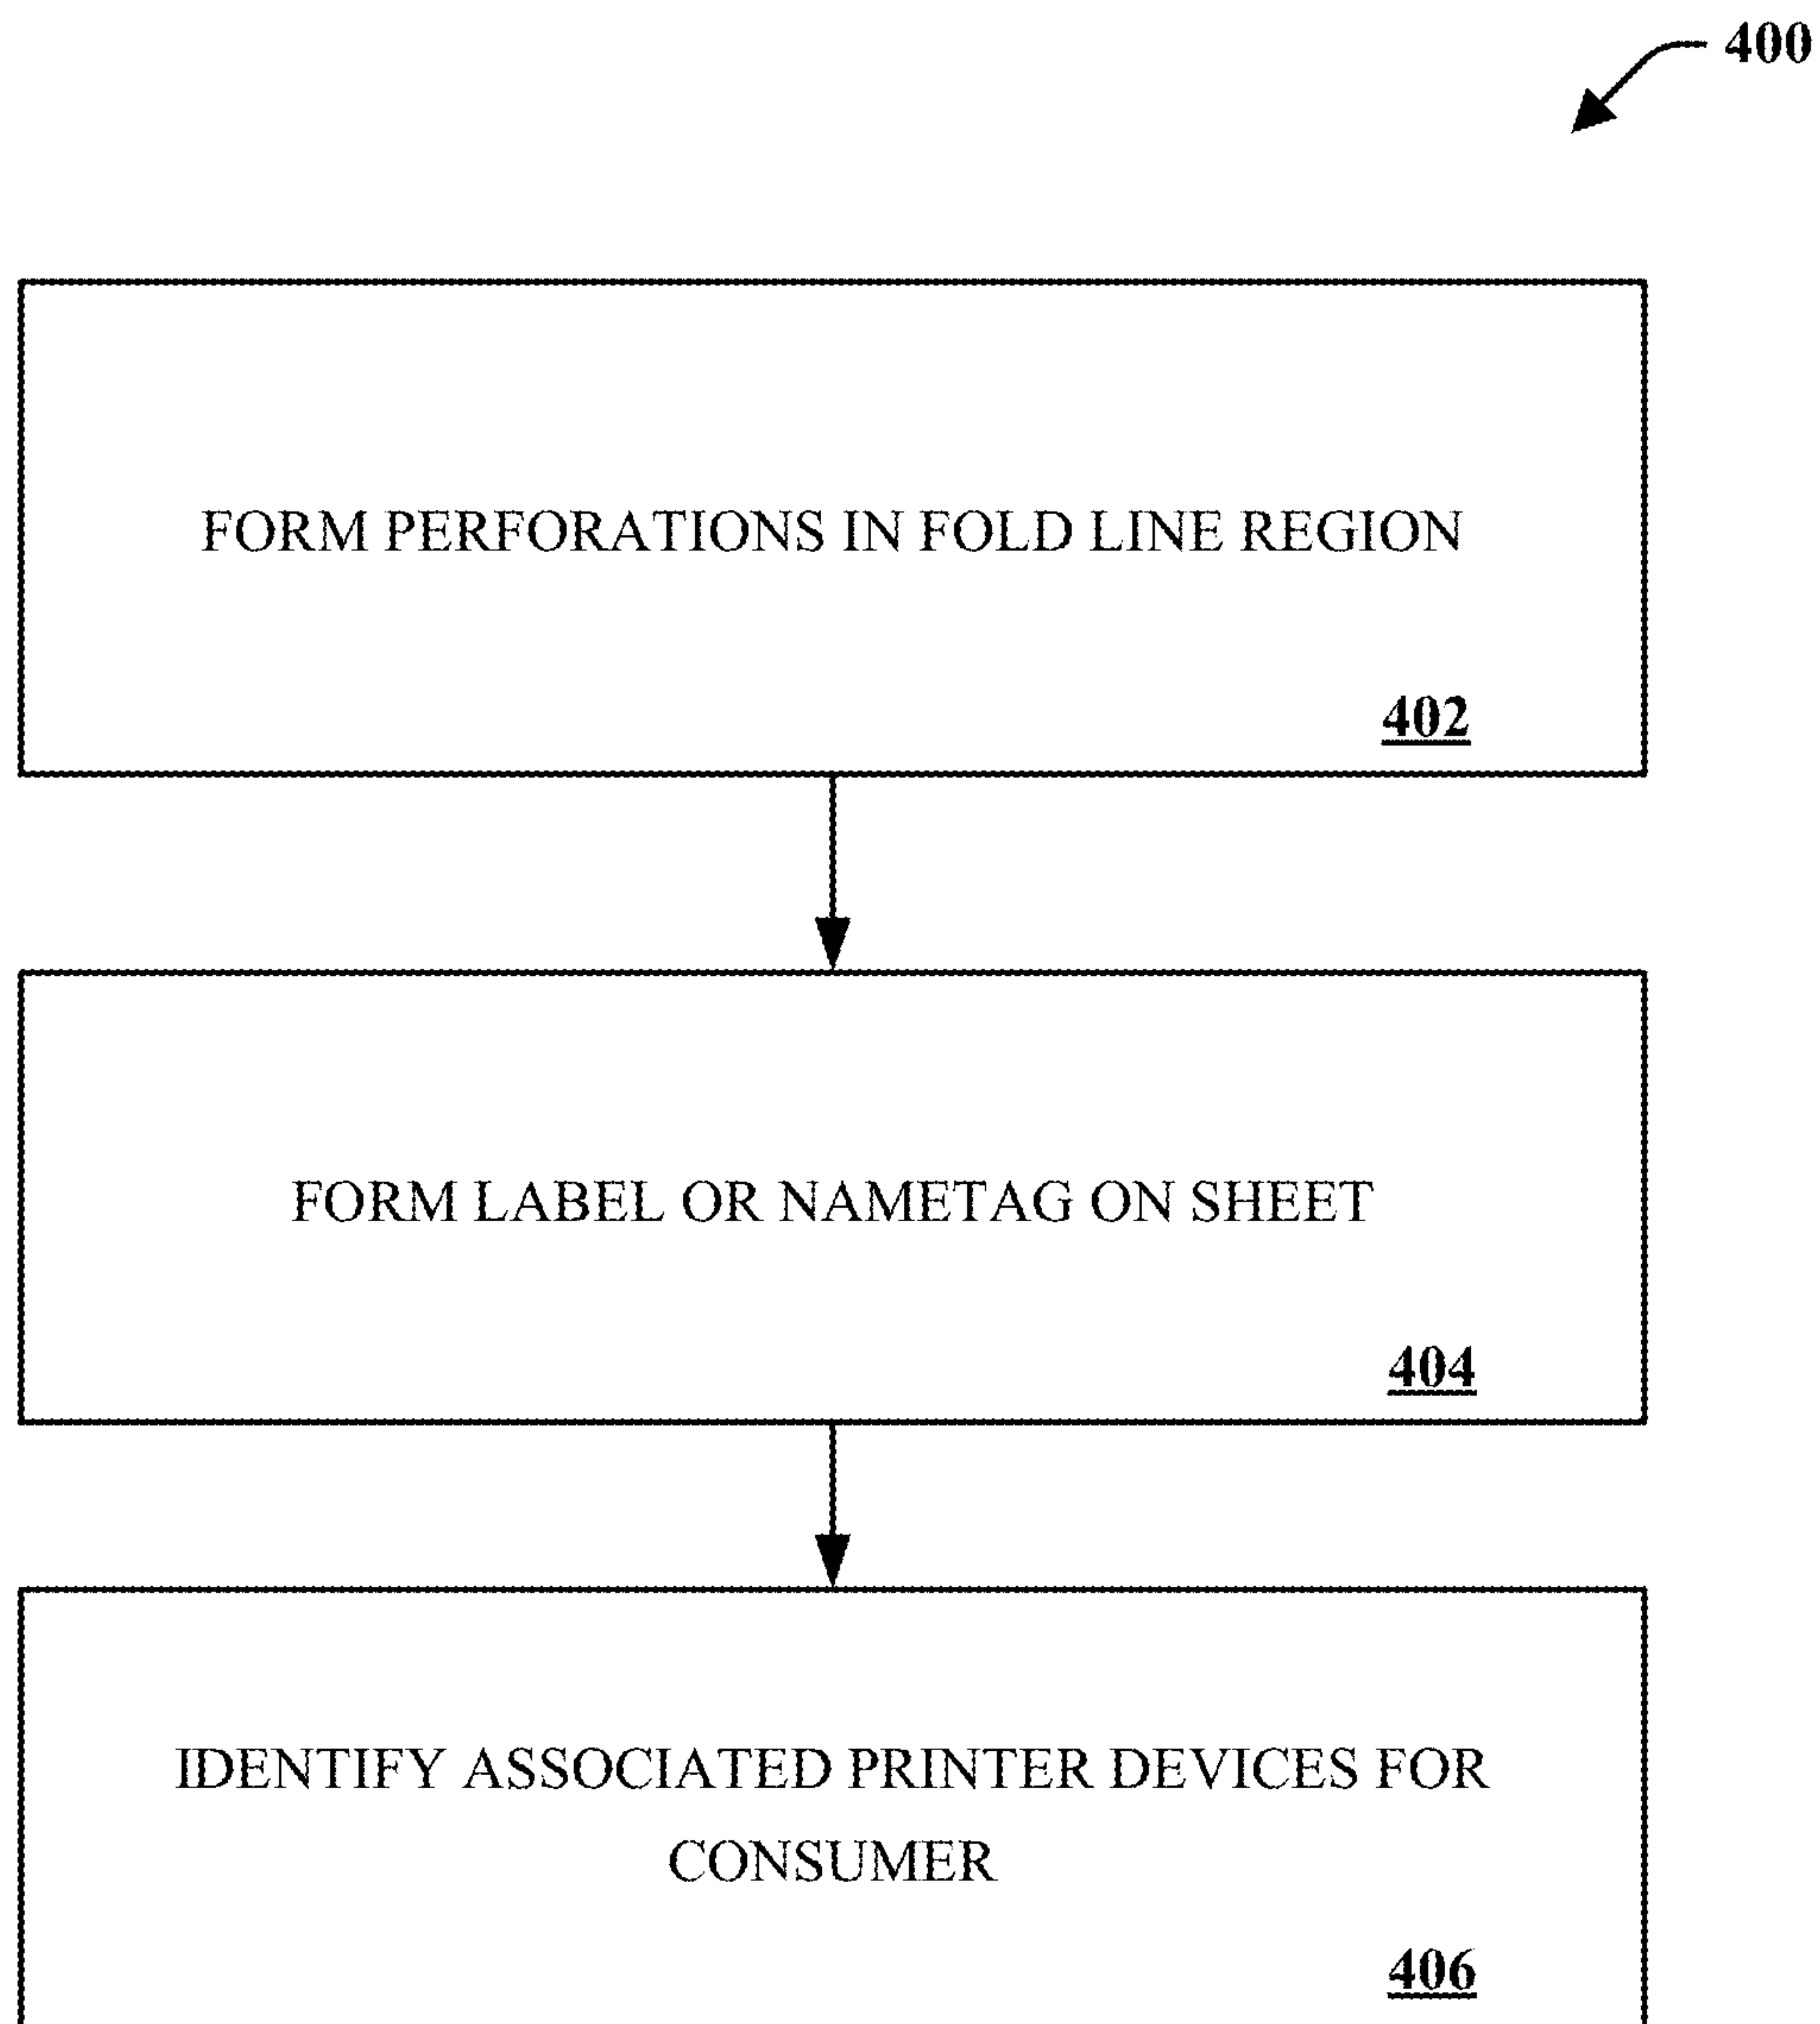 400
FORM PERFORATIONS IN FOLD LINE REGION
402
FORM LABEL OR NAMETAG ON SHEET
404
IDENTIFY ASSOCIATED PRINTER DEVICES FOR
CONSUMER
406